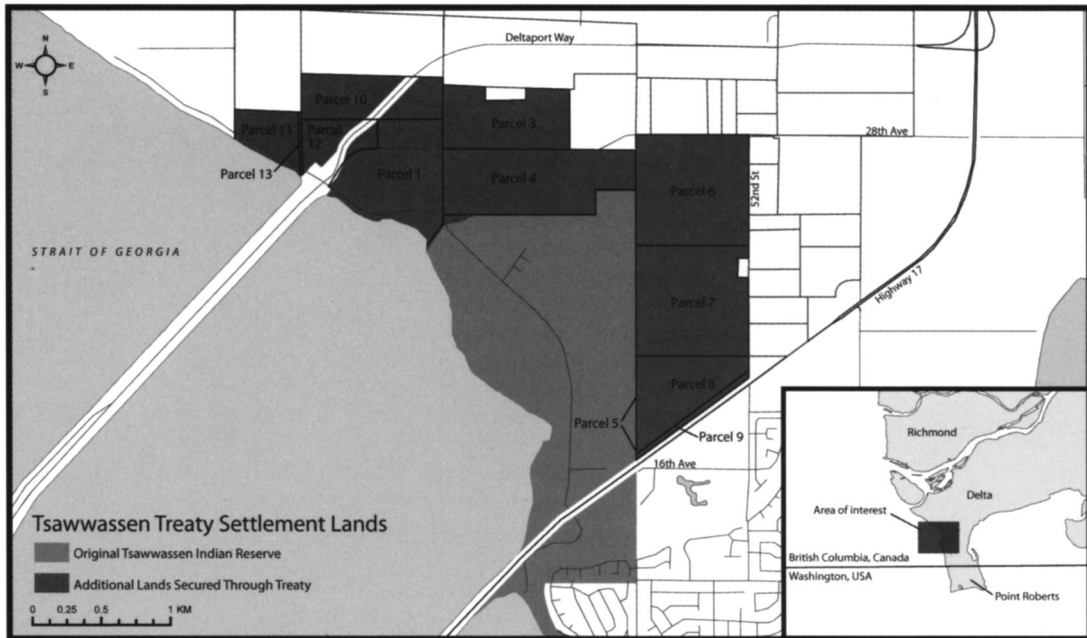 Deltaport Way
N
W
E
S
Parcel 10
Parcel 11
Parcel
12
Parcel 3
28th Ave
Parcel 13
Parcel 1
Parcel 4
Parcel 6
52nd St
STRAIT OF GEORGIA
Highway 17
Parcel 7
Parcel 8
Parcel 5
Parcel 9
16th Ave
Richmond
Delta
Area of interest
British Columbia, Canada
Washington, USA
Point Roberts
Tsawwassen Treaty Settlement Lands
Original Tsawwassen Indian Reserve
Additional Lands Secured Through Treaty
0 0.25 0.5 1 KM